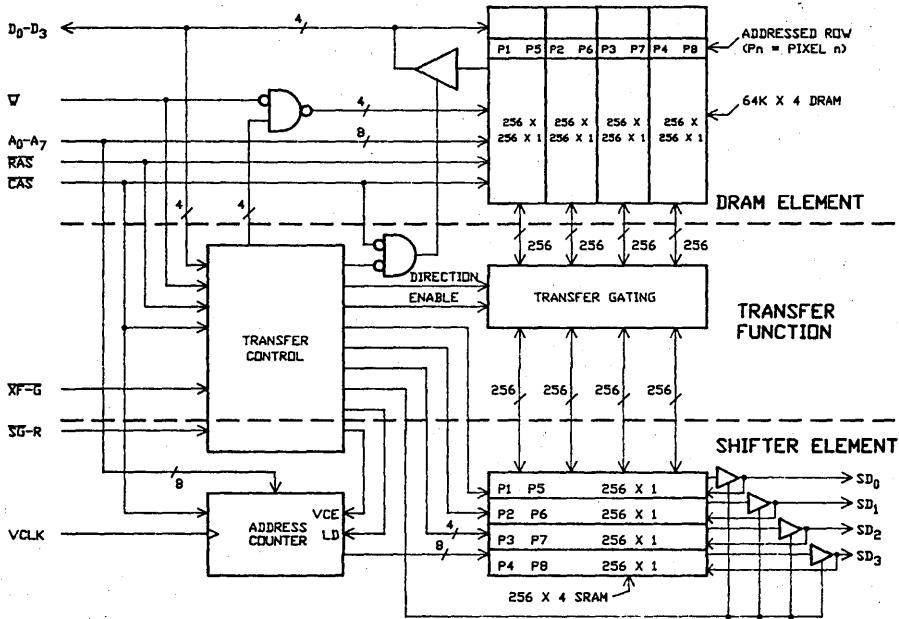 D0-D3
4
P1 P5 P2 P6 P3 P7 P4 P8
ADDRESSED ROW
(Pn = PIXEL n)
W
4
64K X 4 DRAM
256 X 256 X 256 X 256 X
256 X 1 256 X 1 256 X 1 256 X 1
A0-A7
8
RAS
CAS
DRAM ELEMENT
4
4
256 256 256 256
DIRECTION
ENABLE
TRANSFER GATING
TRANSFER
FUNCTION
TRANSFER
CONTROL
XF-G
256 256 256 256
SG-R
SHIFTER ELEMENT
8
P1 P5 256 X 1
SD0
P2 P6 256 X 1
SD1
P3 P7 256 X 1
SD2
P4 P8 256 X 1
SD3
VCE
LD
VCLK
ADDRESS
COUNTER
4
8
256 X 4 SRAM